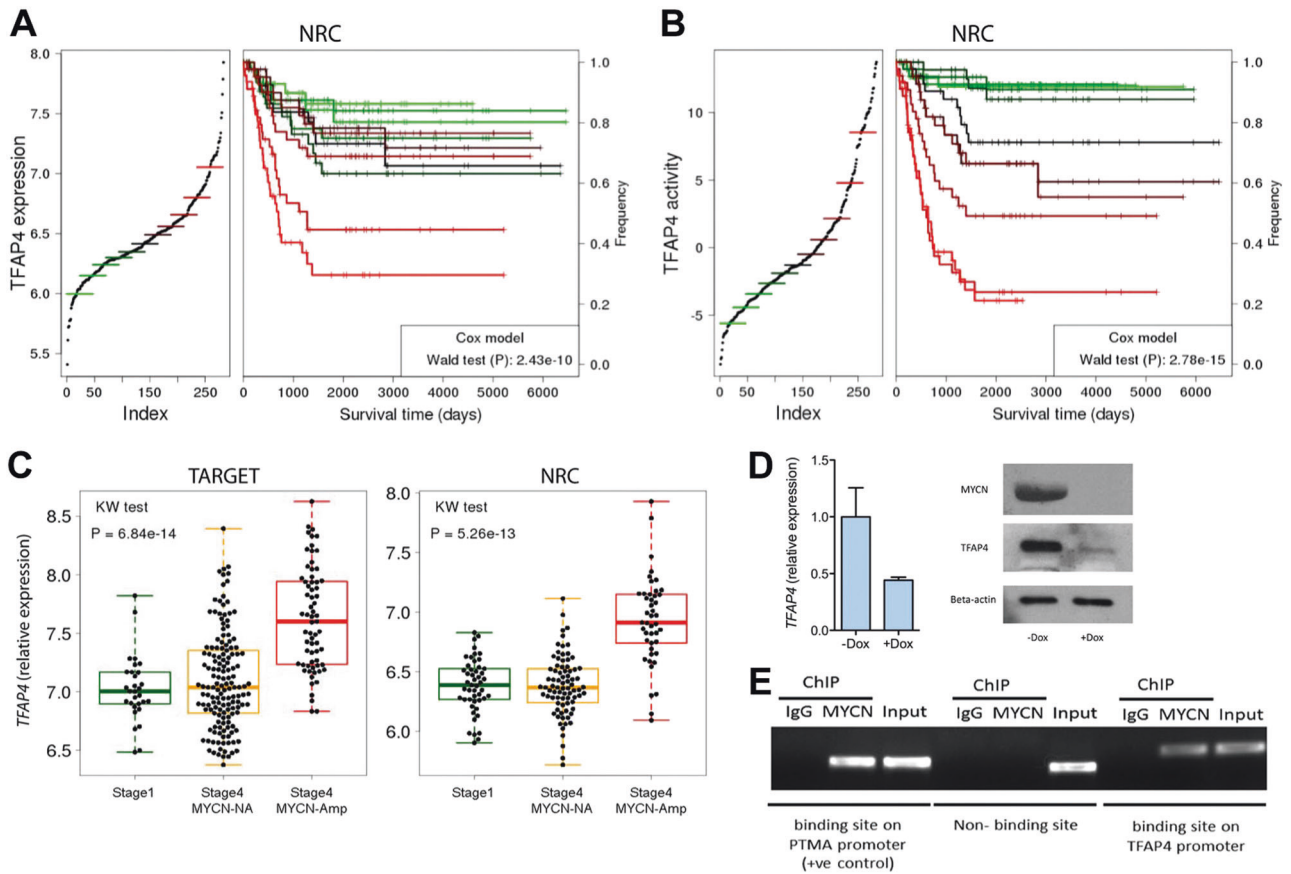 A
NRC
TFAP4 expression
8.0
7.5
7.0
6.5
6.0
5.5
0 50 150 250
Index
0 1000 2000 3000 4000 5000 6000
Survival time (days)
1.0
0.8
0.6
0.4
0.2
0.0
Frequency
Cox model
Wald test (P): 2.43e-10
B
NRC
TFAP4 activity
10
5
0
-5
0 50 150 250
Index
0 1000 2000 3000 4000 5000 6000
Survival time (days)
1.0
0.8
0.6
0.4
0.2
0.0
Frequency
Cox model
Wald test (P): 2.78e-15
C
TARGET
TFAP4 (relative expression)
KW test
P = 6.84e-14
8.5
8.0
7.5
7.0
6.5
Stage1
Stage4
MYCN-NA
Stage4
MYCN-Amp
NRC
KW test
P = 5.26e-13
8.0
7.5
7.0
6.5
6.0
Stage1
Stage4
MYCN-NA
Stage4
MYCN-Amp
D
TFAP4 (relative expression)
1.5
1.0
0.5
0.0
-Dox +Dox
MYCN
TFAP4
Beta-actin
-Dox +Dox
E
ChIP
IgG MYCN Input
binding site on
PTMA promoter
(+ve control)
ChIP
IgG MYCN Input
Non- binding site
ChIP
IgG MYCN Input
binding site on
TFAP4 promoter